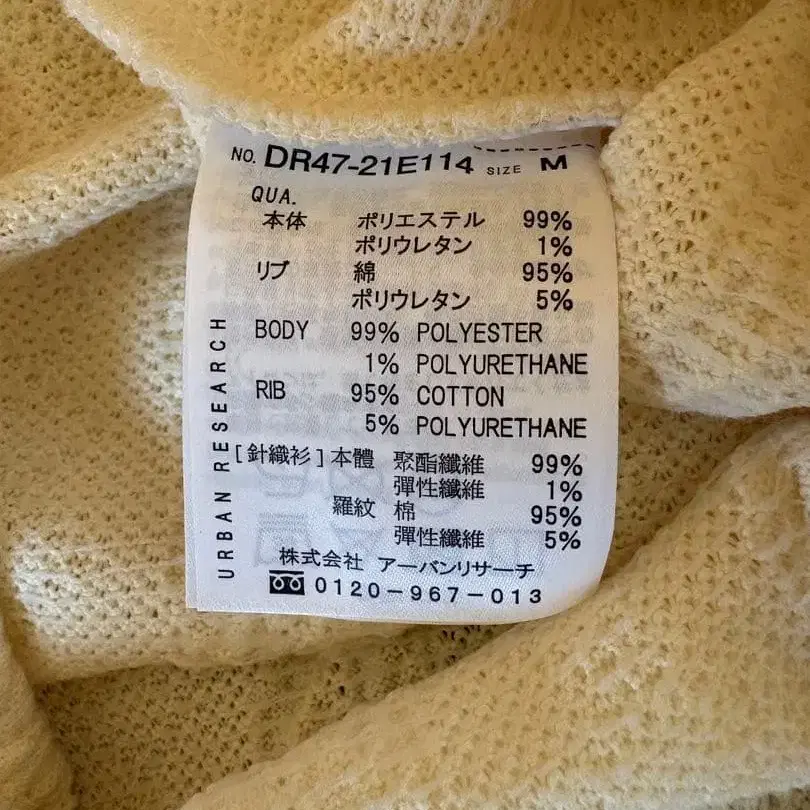 NO. DR47-21E114 SIZE M
QUA.
本体 ポリエステル 99%
ポリウレタン 1%
リブ 綿 95%
ポリウレタン 5%
BODY 99% POLYESTER
1% POLYURETHANE
RIB 95% COTTON
5% POLYURETHANE
[針織衫]本體 聚酯纖維 99%
彈性纖維 1%
羅紋 棉 95%
彈性纖維 5%
株式会社 アーバンリサーチ
0120-967-013
URBAN RESEARCH